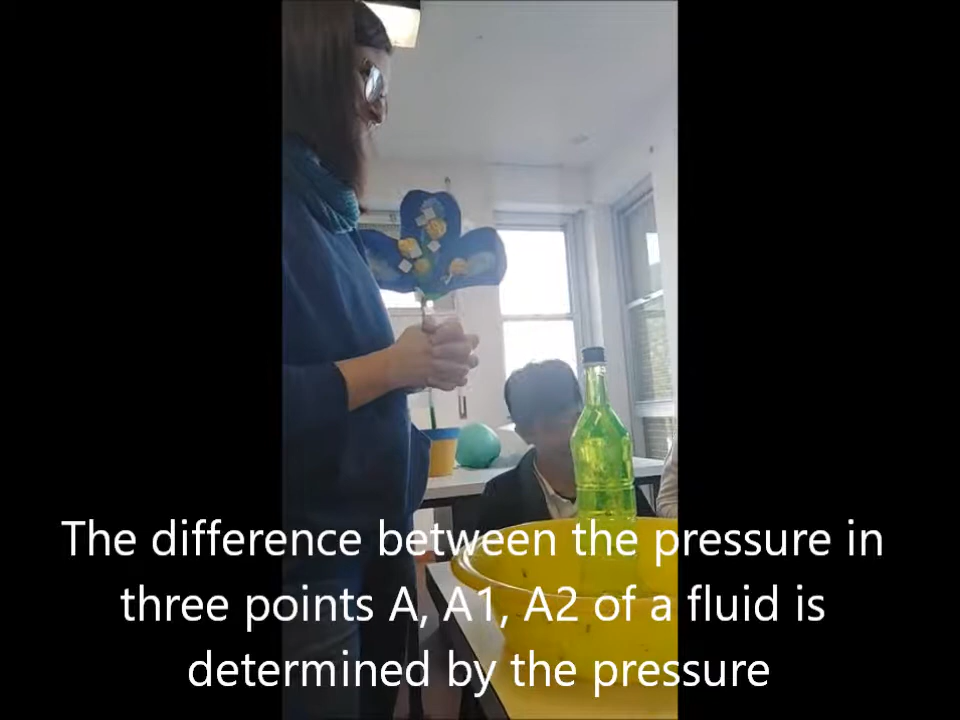 The difference between the pressure in
three points A, A1, A2 of a fluid is
determined by the pressure